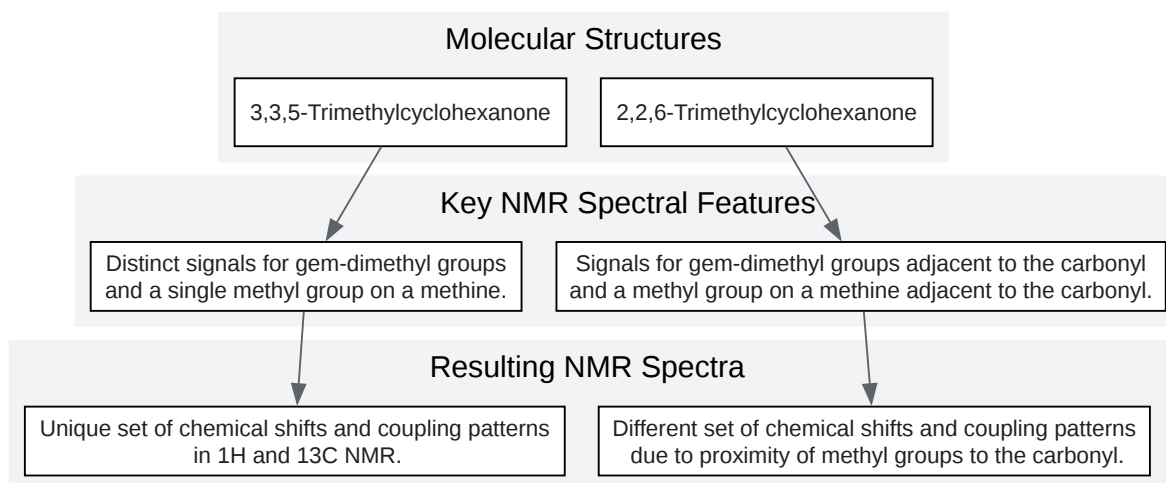 Molecular Structures
3,3,5-Trimethylcyclohexanone
2,2,6-Trimethylcyclohexanone
Key NMR Spectral Features
Distinct signals for gem-dimethyl groups
and a single methyl group on a methine.
Signals for gem-dimethyl groups adjacent to the carbonyl
and a methyl group on a methine adjacent to the carbonyl.
Resulting NMR Spectra
Unique set of chemical shifts and coupling patterns
in 1H and 13C NMR.
Different set of chemical shifts and coupling patterns
due to proximity of methyl groups to the carbonyl.